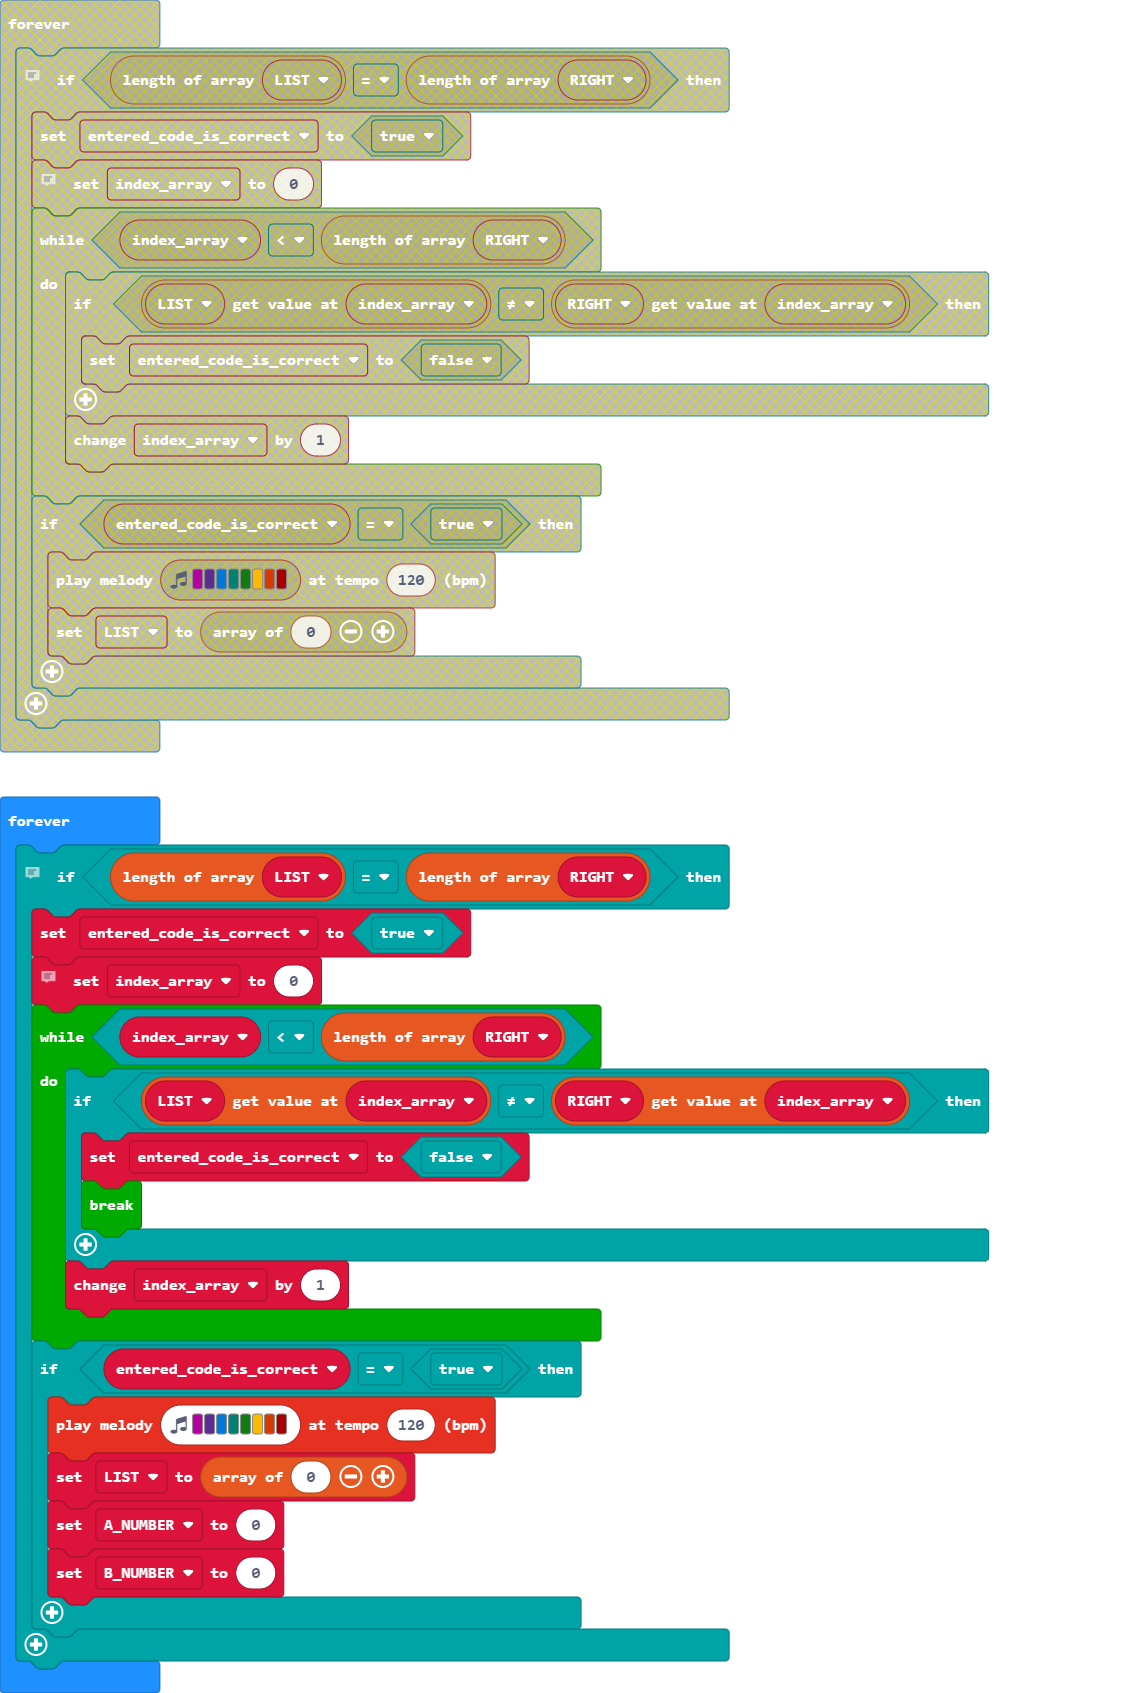 forever
if length of array LIST = length of array RIGHT then
set entered_code_is_correct to true
set index_array to 0
while index_array < length of array RIGHT
do
if LIST get value at index_array ≠ RIGHT get value at index_array then
set entered_code_is_correct to false
change index_array by 1
if entered_code_is_correct = true then
play melody at tempo 120 (bpm)
set LIST to array of 0
forever
if length of array LIST = length of array RIGHT then
set entered_code_is_correct to true
set index_array to 0
while index_array < length of array RIGHT
do
if LIST get value at index_array ≠ RIGHT get value at index_array then
set entered_code_is_correct to false
break
change index_array by 1
if entered_code_is_correct = true then
play melody at tempo 120 (bpm)
set LIST to array of 0
set A_NUMBER to 0
set B_NUMBER to 0